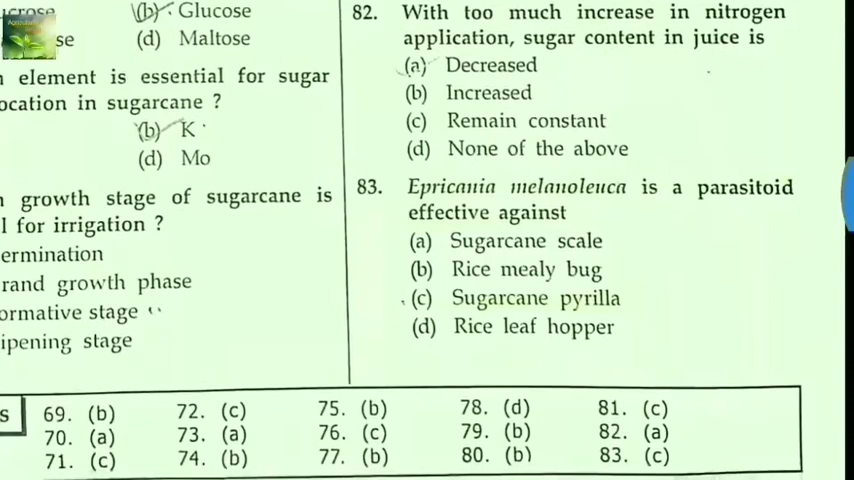 (b) Glucose
se (d) Maltose
element is essential for sugar
ocation in sugarcane ?
(b) K
(d) Mo
growth stage of sugarcane is
l for irrigation ?
ermination
rand growth phase
ormative stage
ipening stage
82. With too much increase in nitrogen
application, sugar content in juice is
(a) Decreased
(b) Increased
(c) Remain constant
(d) None of the above
83. Epricania melanoleuca is a parasitoid
effective against
(a) Sugarcane scale
(b) Rice mealy bug
(c) Sugarcane pyrilla
(d) Rice leaf hopper
S 69. (b) 72. (c) 75. (b) 78. (d) 81. (c)
70. (a) 73. (a) 76. (c) 79. (b) 82. (a)
71. (c) 74. (b) 77. (b) 80. (b) 83. (c)